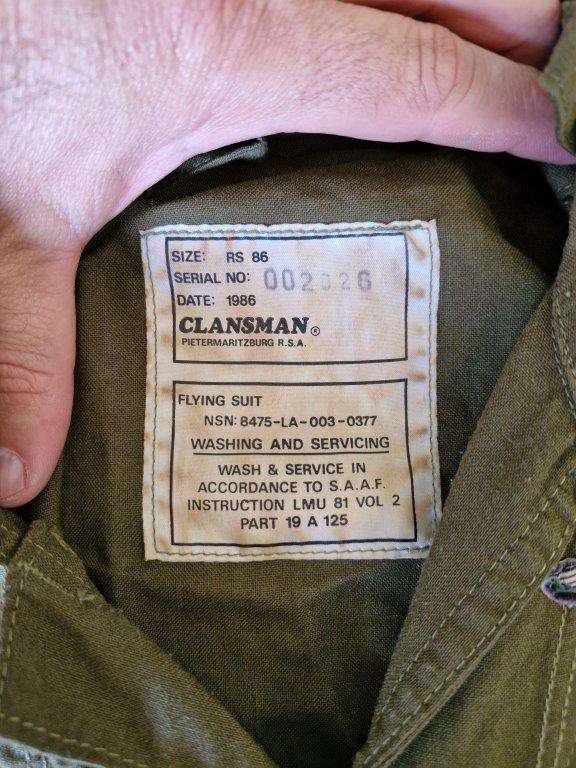 SIZE: RS 86
SERIAL NO:
DATE: 1986
CLANSMAN®
PIETERMARITZBURG R.S.A.
FLYING SUIT
NSN: 8475-LA-003-0377
WASHING AND SERVICING
WASH & SERVICE IN
ACCORDANCE TO S.A.A.F.
INSTRUCTION LMU 81 VOL 2
PART 19 A 125